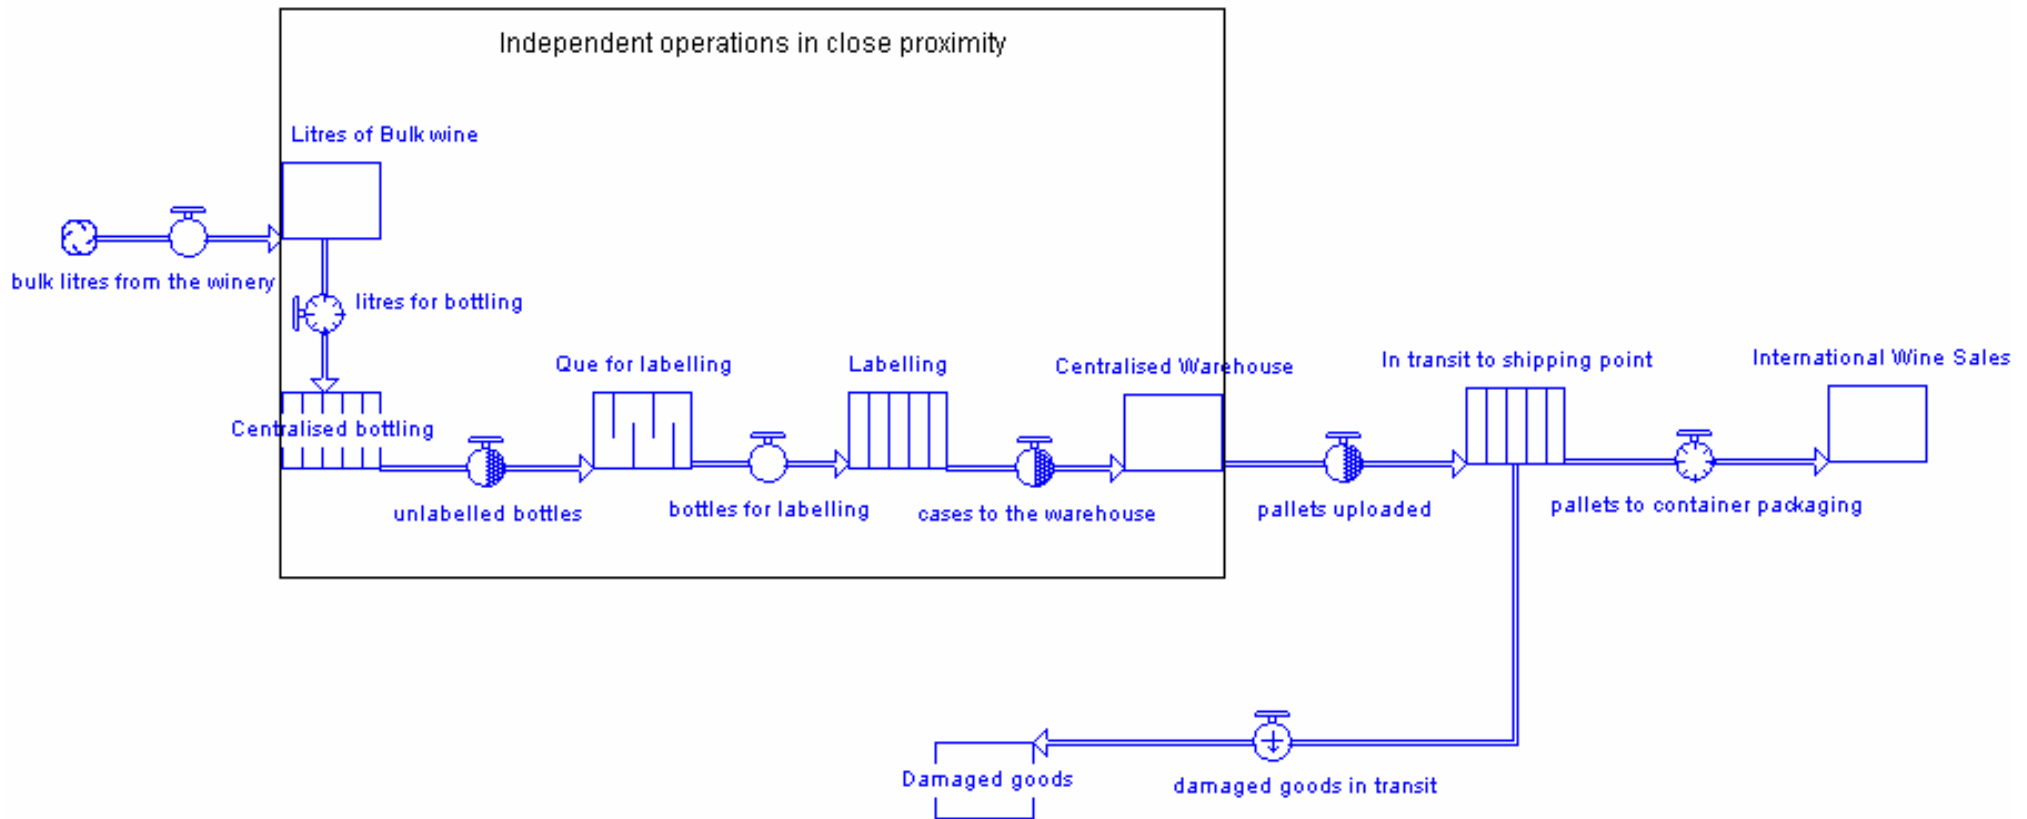 Independent operations in close proximity
Litres of Bulk wine
bulk litres from the winery
litres for bottling
Centralised bottling
unlabelled bottles
Que for labelling
bottles for labelling
Labelling
cases to the warehouse
Centralised Warehouse
pallets uploaded
In transit to shipping point
pallets to container packaging
International Wine Sales
Damaged goods
damaged goods in transit